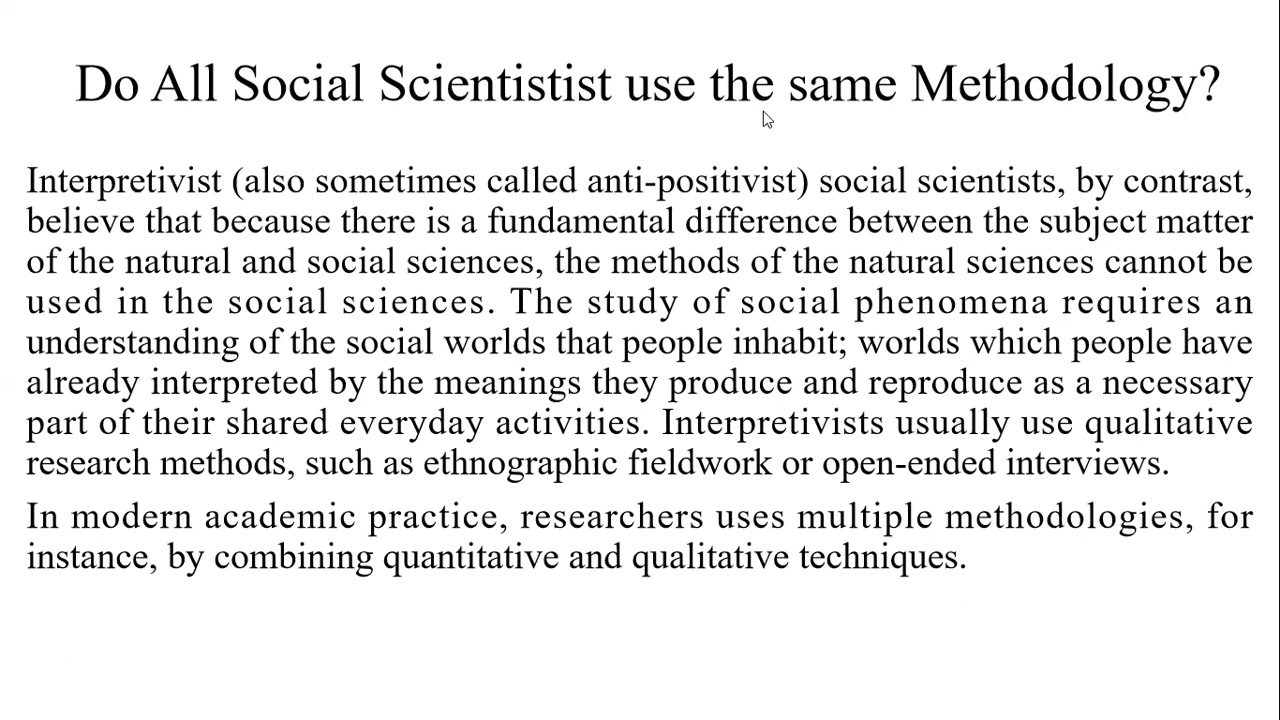 Do All Social Scientistist use the same Methodology?
Interpretivist (also sometimes called anti-positivist) social scientists, by contrast,
believe that because there is a fundamental difference between the subject matter
of the natural and social sciences, the methods of the natural sciences cannot be
used in the social sciences. The study of social phenomena requires an
understanding of the social worlds that people inhabit; worlds which people have
already interpreted by the meanings they produce and reproduce as a necessary
part of their shared everyday activities. Interpretivists usually use qualitative
research methods, such as ethnographic fieldwork or open-ended interviews.
In modern academic practice, researchers uses multiple methodologies, for
instance, by combining quantitative and qualitative techniques.